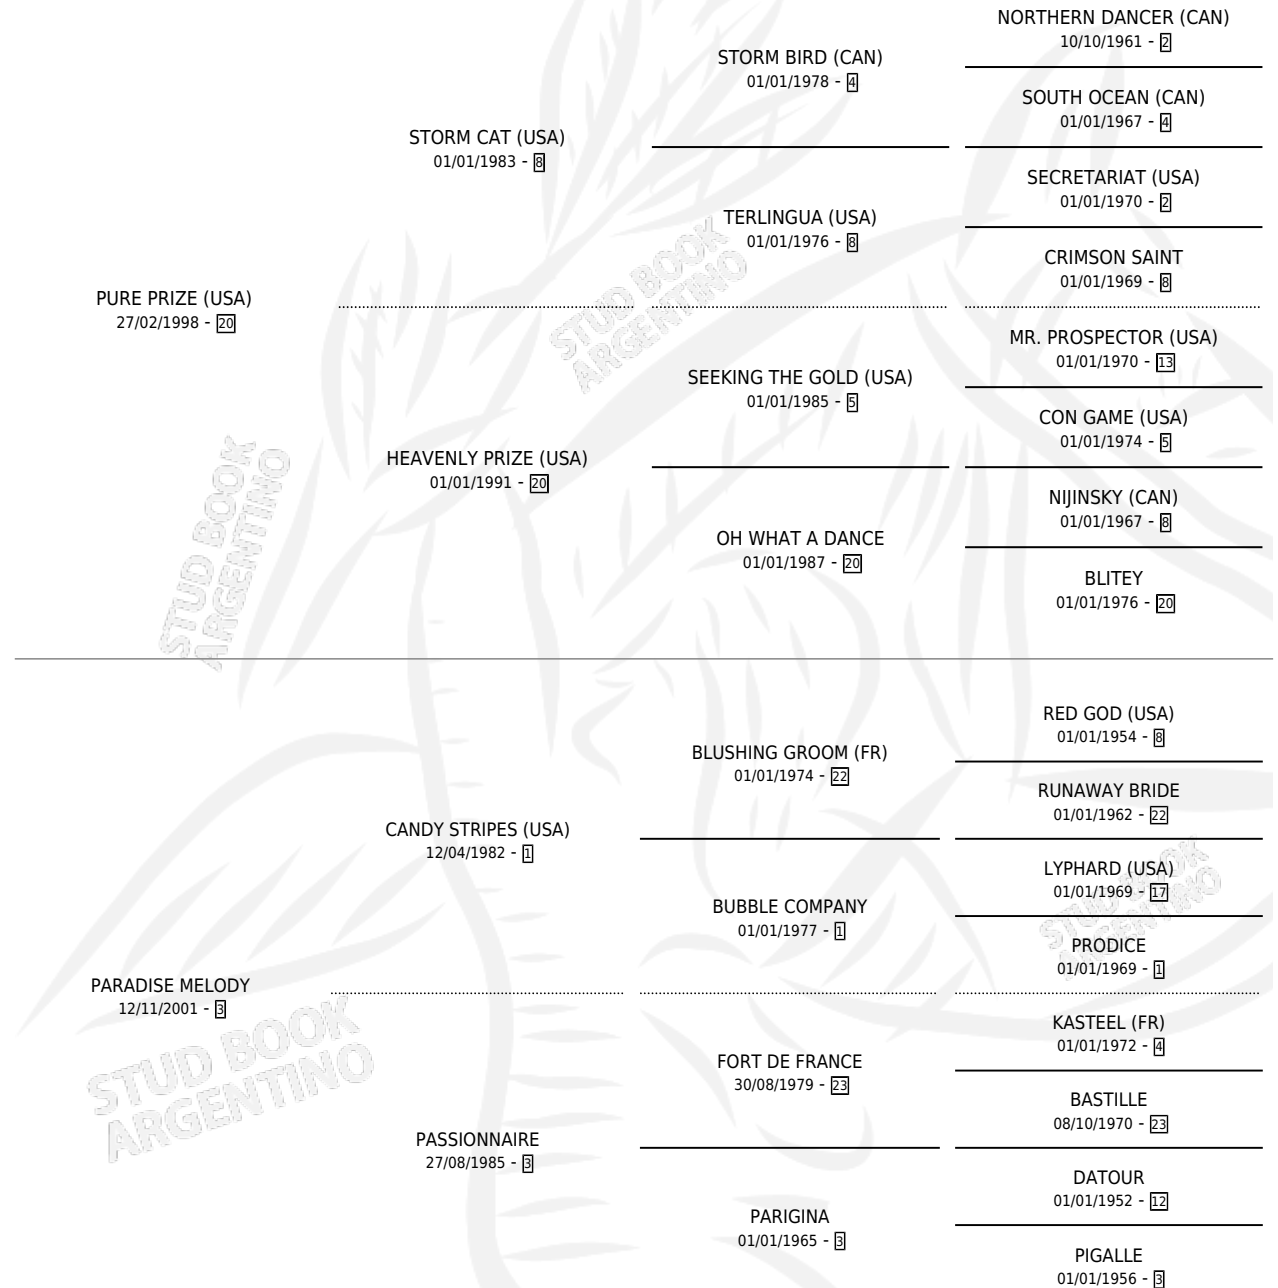 NORTHERN DANCER (CAN)
10/10/1961 - 2
STORM BIRD (CAN)
01/01/1978 - 4
SOUTH OCEAN (CAN)
01/01/1967 - 4
STORM CAT (USA)
01/01/1983 - 8
SECRETARIAT (USA)
01/01/1970 - 2
TERLINGUA (USA)
01/01/1976 - 8
CRIMSON SAINT
01/01/1969 - 8
PURE PRIZE (USA)
27/02/1998 - 20
MR. PROSPECTOR (USA)
01/01/1970 - 13
SEEKING THE GOLD (USA)
01/01/1985 - 5
CON GAME (USA)
01/01/1974 - 5
HEAVENLY PRIZE (USA)
01/01/1991 - 20
NIJINSKY (CAN)
01/01/1967 - 8
OH WHAT A DANCE
01/01/1987 - 20
BLITEY
01/01/1976 - 20
RED GOD (USA)
01/01/1954 - 8
BLUSHING GROOM (FR)
01/01/1974 - 22
RUNAWAY BRIDE
01/01/1962 - 22
CANDY STRIPES (USA)
12/04/1982 - 1
LYPHARD (USA)
01/01/1969 - 17
BUBBLE COMPANY
01/01/1977 - 1
PRODICE
01/01/1969 - 1
PARADISE MELODY
12/11/2001 - 3
KASTEEL (FR)
01/01/1972 - 4
FORT DE FRANCE
30/08/1979 - 23
BASTILLE
08/10/1970 - 23
PASSIONNAIRE
27/08/1985 - 3
DATOUR
01/01/1952 - 12
PARIGINA
01/01/1965 - 3
PIGALLE
01/01/1956 - 3
STUD BOOK
ARGENTINO
STUD BOOK
ARGENTINO
STUD BOOK
ARGENTINO
STUD BOOK
ARGENTINO